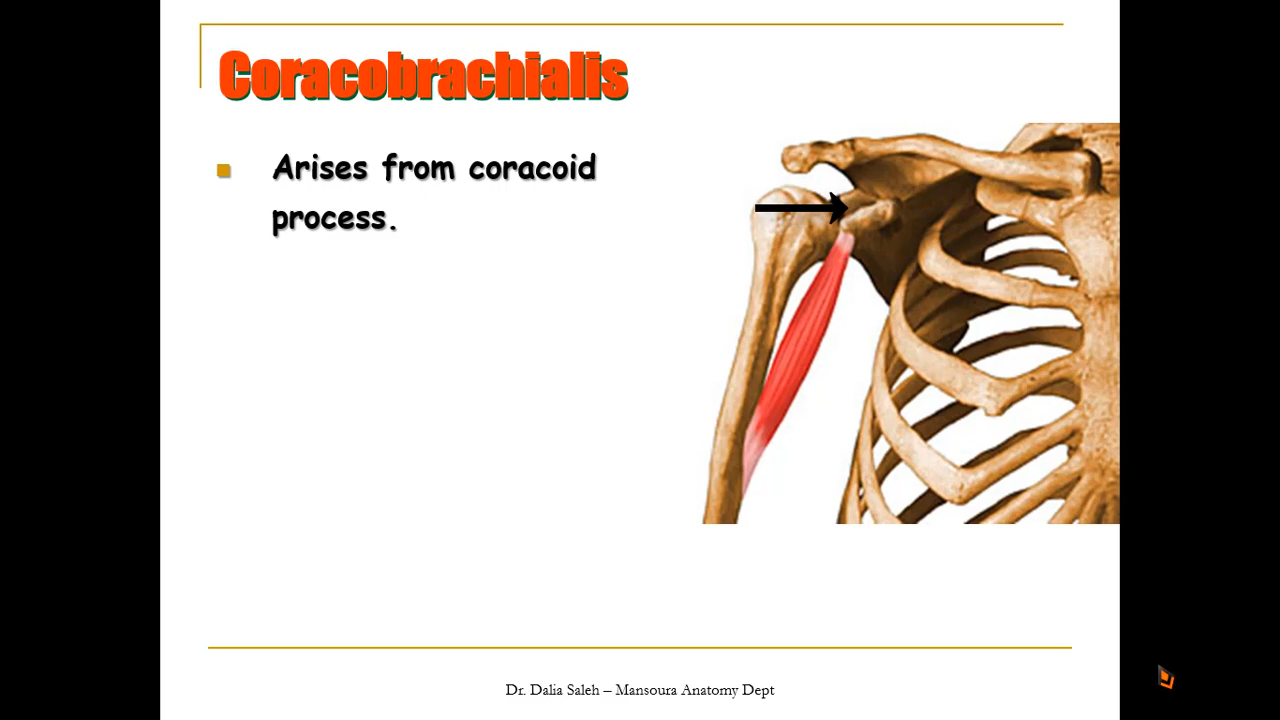 Coracobrachialis
Arises from coracoid
process.
Dr. Dalia Saleh – Mansoura Anatomy Dept